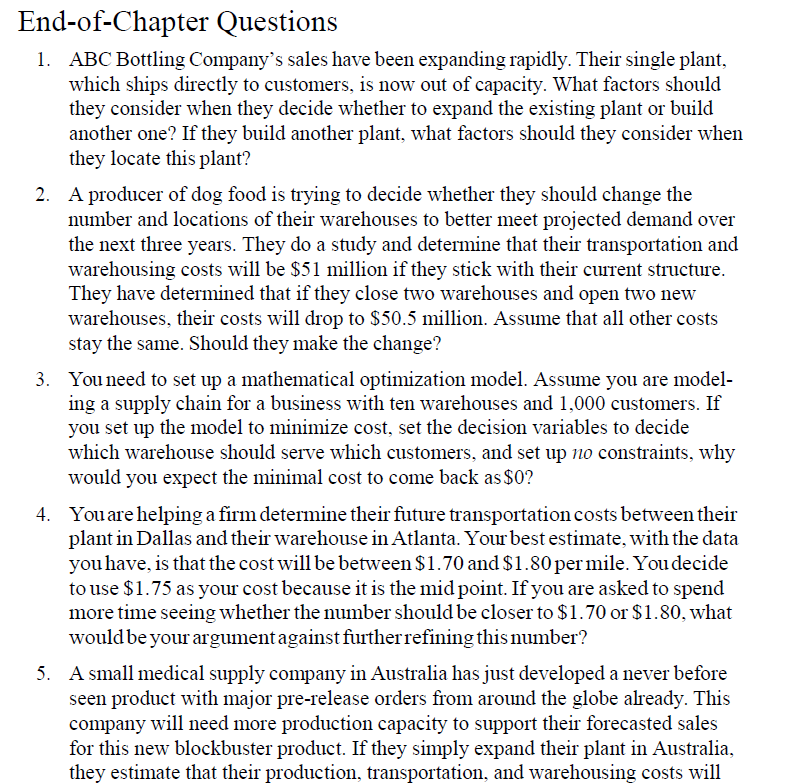 End-of-Chapter Questions
1. ABC Bottling Company’s sales have been expanding rapidly. Their single plant,
which ships directly to customers, is now out of capacity. What factors should
they consider when they decide whether to expand the existing plant or build
another one? If they build another plant, what factors should they consider when
they locate this plant?
2. A producer of dog food is trying to decide whether they should change the
number and locations of their warehouses to better meet projected demand over
the next three years. They do a study and determine that their transportation and
warehousing costs will be $51 million if they stick with their current structure.
They have determined that if they close two warehouses and open two new
warehouses, their costs will drop to $50.5 million. Assume that all other costs
stay the same. Should they make the change?
3. You need to set up a mathematical optimization model. Assume you are model-
ing a supply chain for a business with ten warehouses and 1,000 customers. If
you set up the model to minimize cost, set the decision variables to decide
which warehouse should serve which customers, and set up no constraints, why
would you expect the minimal cost to come back as $0?
4. You are helping a firm determine their future transportation costs between their
plant in Dallas and their warehouse in Atlanta. Your best estimate, with the data
you have, is that the cost will be between $1.70 and $1.80 per mile. You decide
to use $1.75 as your cost because it is the mid point. If you are asked to spend
more time seeing whether the number should be closer to $1.70 or $1.80, what
would be your argument against further refining this number?
5. A small medical supply company in Australia has just developed a never before
seen product with major pre-release orders from around the globe already. This
company will need more production capacity to support their forecasted sales
for this new blockbuster product. If they simply expand their plant in Australia,
they estimate that their production, transportation, and warehousing costs will